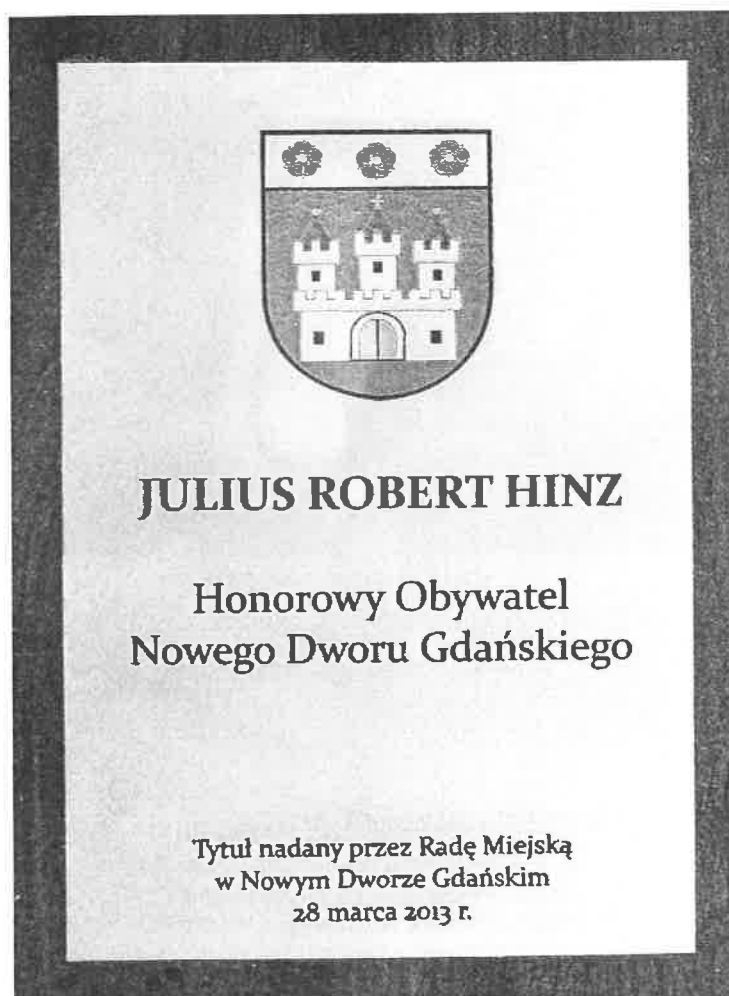 JULIUS ROBERT HINZ
Honorowy Obywatel
Nowego Dworu Gdańskiego
Tytuł nadany przez Radę Miejską
w Nowym Dworze Gdańskim
28 marca 2013 r.